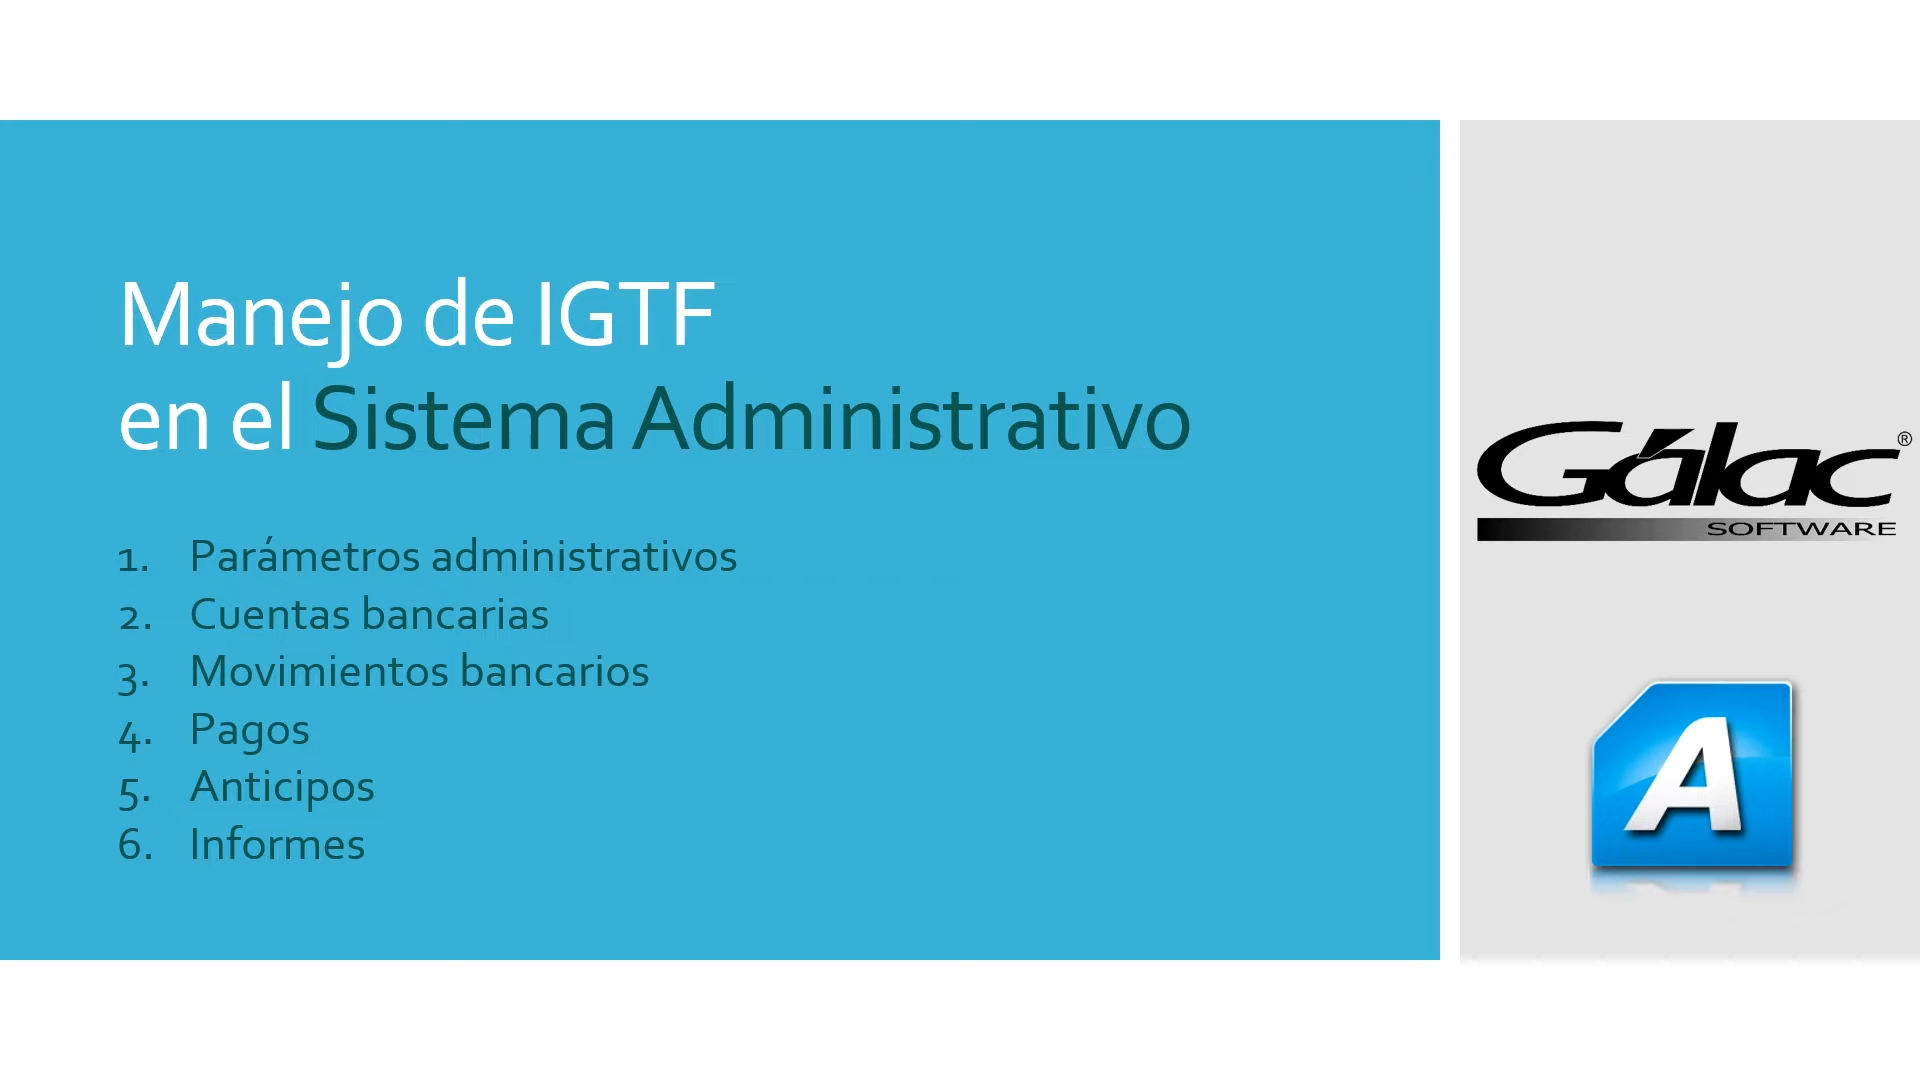 Manejo de IGTF
en el Sistema Administrativo
1. Parámetros administrativos
2. Cuentas bancarias
3. Movimientos bancarios
4. Pagos
5. Anticipos
6. Informes
Gálac®
SOFTWARE
A